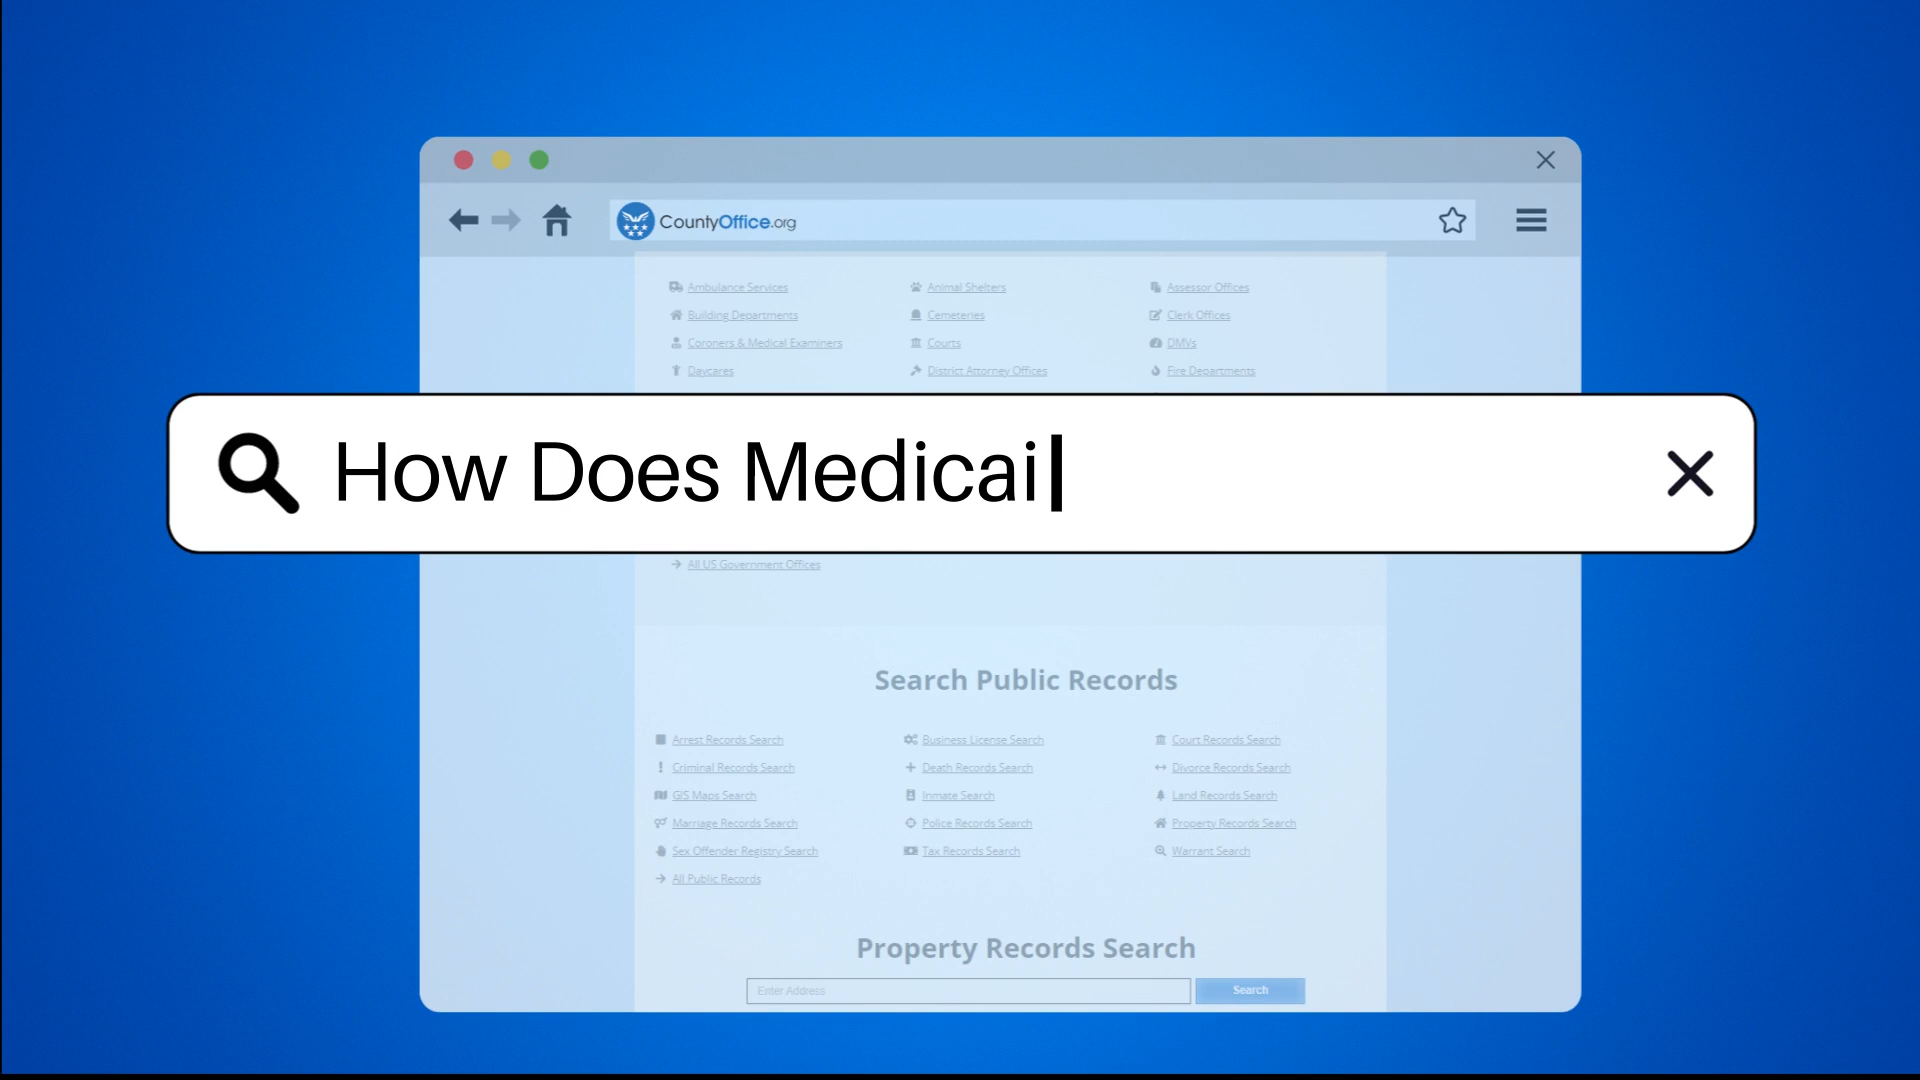 CountyOffice.org
Ambulance Services Animal Shelters Assessor Offices
Building Departments Cemeteries Clerk Offices
Coroners & Medical Examiners Courts DMVs
Daycares District Attorney Offices Fire Departments
How Does Medicai
All US Government Offices
Search Public Records
Arrest Records Search Business License Search Court Records Search
Criminal Records Search Death Records Search Divorce Records Search
GIS Maps Search Inmate Search Land Records Search
Marriage Records Search Police Records Search Property Records Search
Sex Offender Registry Search Tax Records Search Warrant Search
All Public Records
Property Records Search
Enter Address Search